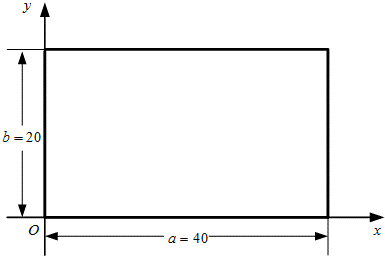 y
b = 20
O
x
a = 40